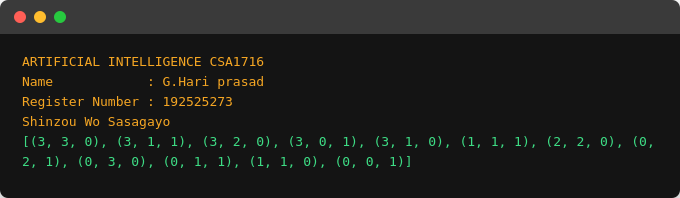 ARTIFICIAL INTELLIGENCE CSA1716
Name            : G.Hari prasad
Register Number : 192525273
Shinzou Wo Sasagayo
[(3, 3, 0), (3, 1, 1), (3, 2, 0), (3, 0, 1), (3, 1, 0), (1, 1, 1), (2, 2, 0), (0,
2, 1), (0, 3, 0), (0, 1, 1), (1, 1, 0), (0, 0, 1)]